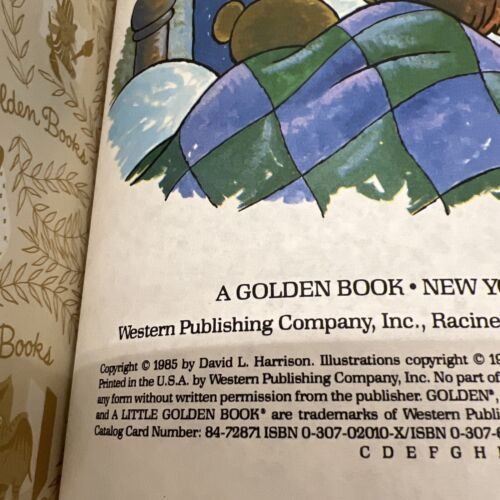 Golden Books
Books
A GOLDEN BOOK • NEW YO
Western Publishing Company, Inc., Racine,
Copyright © 1985 by David L. Harrison. Illustrations copyright © 19
Printed in the U.S.A. by Western Publishing Company, Inc. No part of
any form without written permission from the publisher. GOLDEN®,
and A LITTLE GOLDEN BOOK® are trademarks of Western Publi
Catalog Card Number: 84-72871 ISBN 0-307-02010-X/ISBN 0-307-6
C D E F G H I